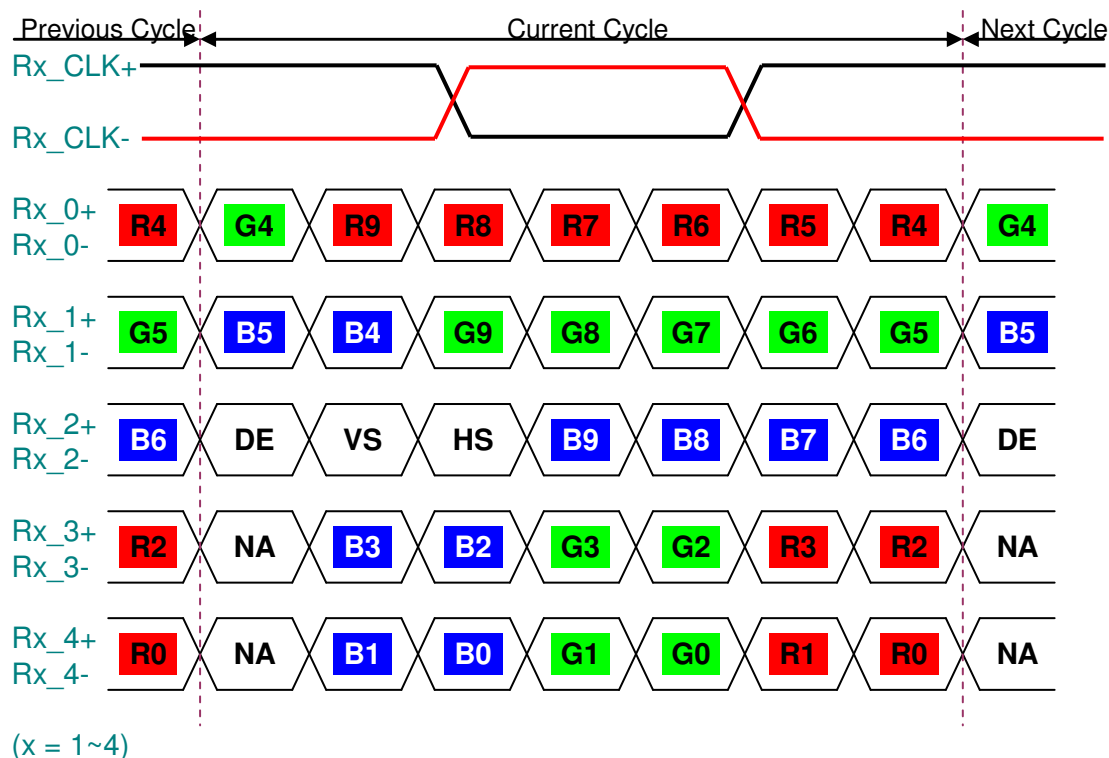 Previous Cycle Current Cycle Next Cycle
Rx_CLK+
Rx_CLK-
Rx_0+
Rx_0-
R4 G4 R9 R8 R7 R6 R5 R4 G4
Rx_1+
Rx_1-
G5 B5 B4 G9 G8 G7 G6 G5 B5
Rx_2+
Rx_2-
B6 DE VS HS B9 B8 B7 B6 DE
Rx_3+
Rx_3-
R2 NA B3 B2 G3 G2 R3 R2 NA
Rx_4+
Rx_4-
R0 NA B1 B0 G1 G0 R1 R0 NA
(x = 1~4)